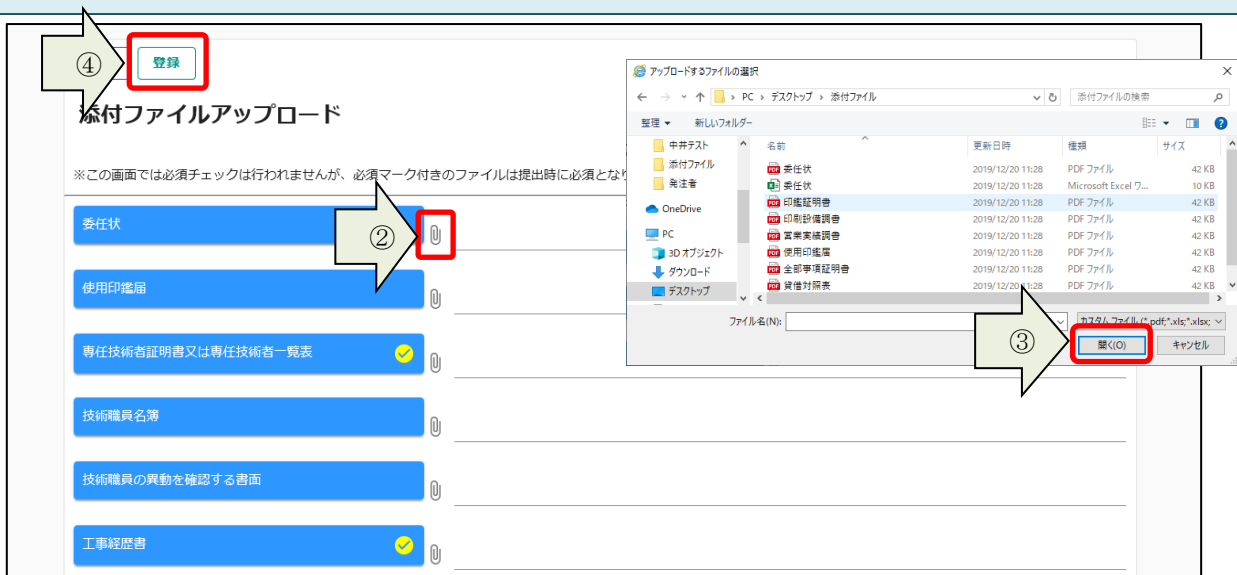 ④
登録
添付ファイルアップロード
※この画面では必須チェックは行われませんが、必須マーク付きのファイルは提出時に必須とな
委任状
②
使用印鑑届
専任技術者証明書又は専任技術者一覧表
技術職員名簿
技術職員の異動を確認する書面
工事経歴書
アップロードするファイルの選択
PC › デスクトップ › 添付ファイル
添付ファイルの検索
整理 新しいフォルダー
中井テスト
添付ファイル
発注者
OneDrive
PC
3D オブジェクト
ダウンロード
デスクトップ
名前 更新日時 種類 サイズ
委任状 2019/12/20 11:28 PDF ファイル 42 KB
委任状 2019/12/20 11:28 Microsoft Excel ワ... 10 KB
印鑑証明書 2019/12/20 11:28 PDF ファイル 42 KB
印刷設備調書 2019/12/20 11:28 PDF ファイル 42 KB
営業実績調書 2019/12/20 11:28 PDF ファイル 42 KB
使用印鑑届 2019/12/20 11:28 PDF ファイル 42 KB
全部事項証明書 2019/12/20 11:28 PDF ファイル 42 KB
貸借対照表 2019/12/20 11:28 PDF ファイル 42 KB
ファイル名(N):
カスタム ファイル (*.pdf;*.xls;*.xlsx;
③
開く(O)
キャンセル